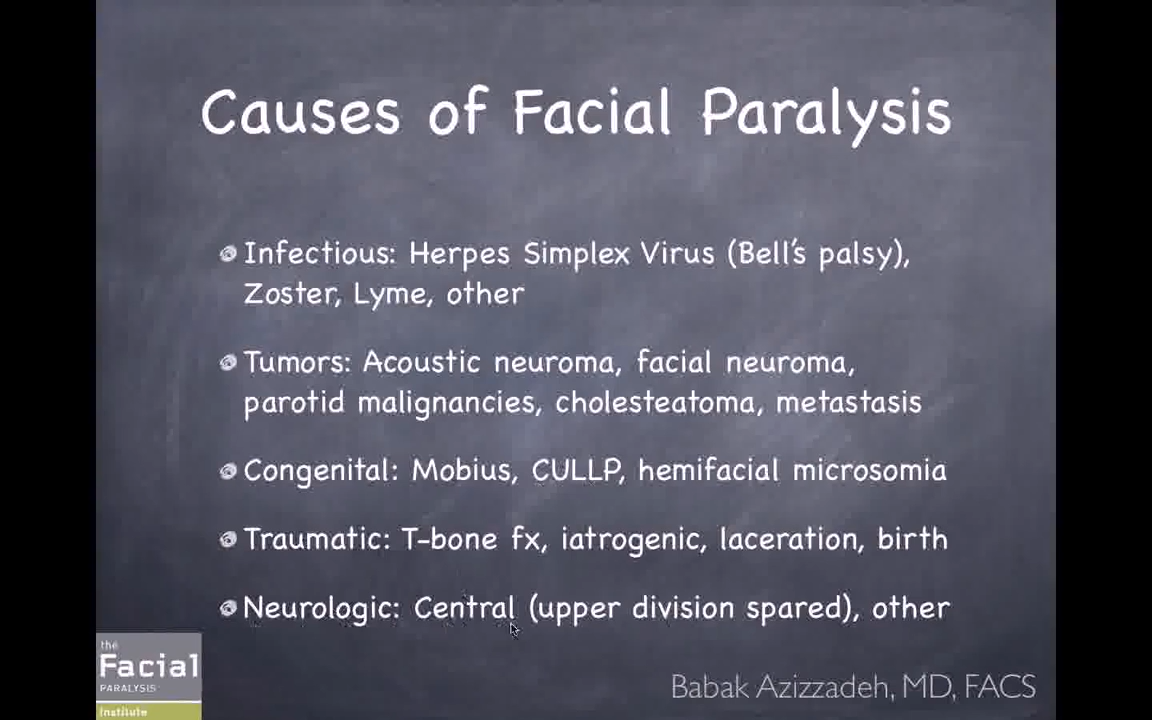 Causes of Facial Paralysis
Infectious: Herpes Simplex Virus (Bell's palsy),
Zoster, Lyme, other
Tumors: Acoustic neuroma, facial neuroma,
parotid malignancies, cholesteatoma, metastasis
Congenital: Mobius, CULLP, hemifacial microsomia
Traumatic: T-bone fx, iatrogenic, laceration, birth
Neurologic: Central (upper division spared), other
the
Facial
PARALYSIS
Institute
Babak Azizzadeh, MD, FACS